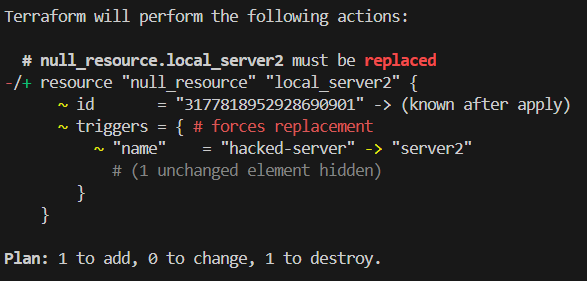 Terraform will perform the following actions:
# null_resource.local_server2 must be replaced
-/+ resource "null_resource" "local_server2" {
~ id       = "3177818952928690901" -> (known after apply)
~ triggers = { # forces replacement
~ "name"    = "hacked-server" -> "server2"
# (1 unchanged element hidden)
}
}
Plan: 1 to add, 0 to change, 1 to destroy.